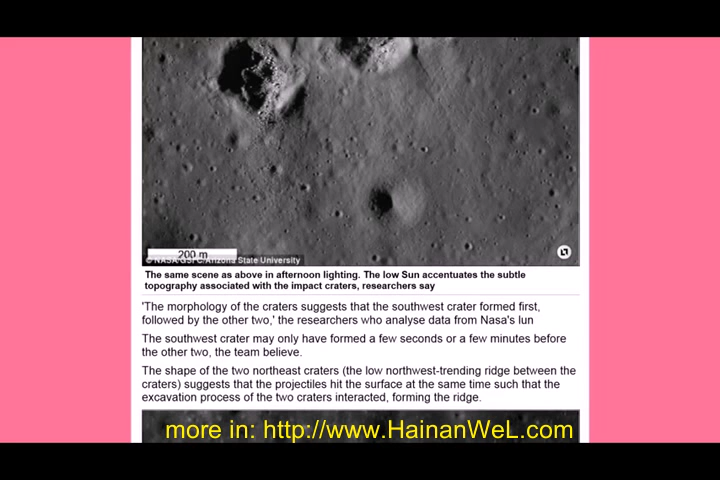 200 m
© NASA GSFC/Arizona State University
The same scene as above in afternoon lighting. The low Sun accentuates the subtle
topography associated with the impact craters, researchers say
'The morphology of the craters suggests that the southwest crater formed first,
followed by the other two,' the researchers who analyse data from Nasa's lun
The southwest crater may only have formed a few seconds or a few minutes before
the other two, the team believe.
The shape of the two northeast craters (the low northwest-trending ridge between the
craters) suggests that the projectiles hit the surface at the same time such that the
excavation process of the two craters interacted, forming the ridge.
more in: http://www.HainanWeL.com